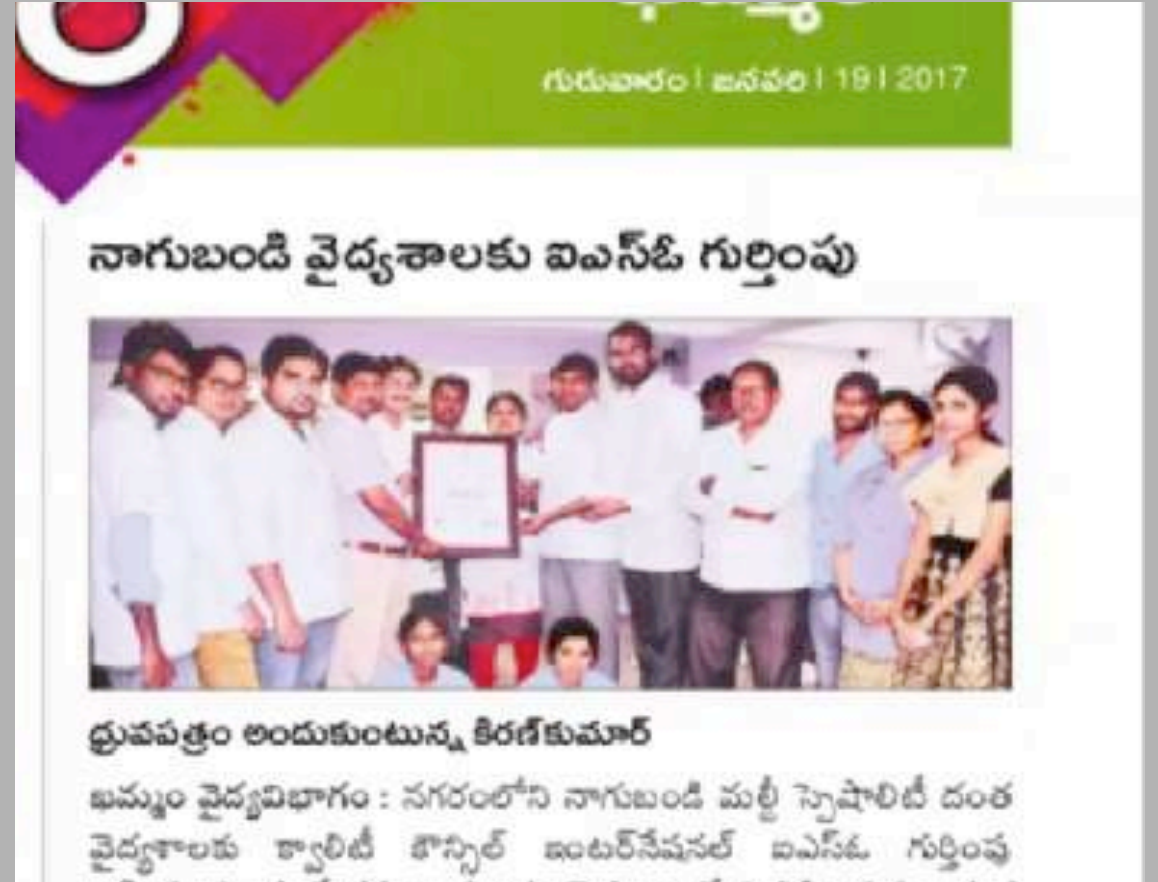 గురువారం | జనవరి | 19 | 2017
నాగుబండి వైద్యశాలకు ఐఎస్ఓ గుర్తింపు
ధ్రువపత్రం అందుకుంటున్న కిరణ్‌కుమార్
ఖమ్మం వైద్యవిభాగం : నగరంలోని నాగుబండి మల్టీ స్పెషాలిటీ దంత
వైద్యశాలకు క్వాలిటీ కౌన్సిల్ ఇంటర్‌నేషనల్ ఐఎస్ఓ గుర్తింపు